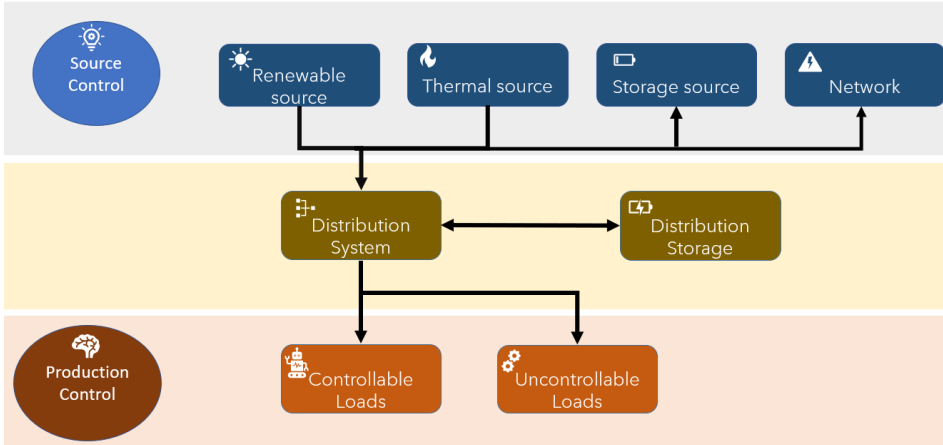 Source
Control
Renewable
source
Thermal source
Storage source
Network
Distribution
System
Distribution
Storage
Production
Control
Controllable
Loads
Uncontrollable
Loads